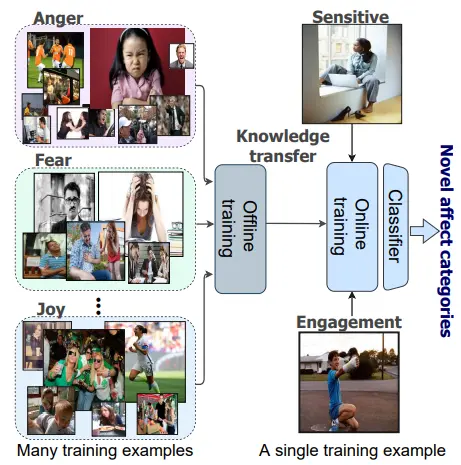 Anger
Sensitive
Knowledge
transfer
Fear
Offline
training
Online
training
Classifier
Novel affect categories
Joy
Engagement
Many training examples
A single training example